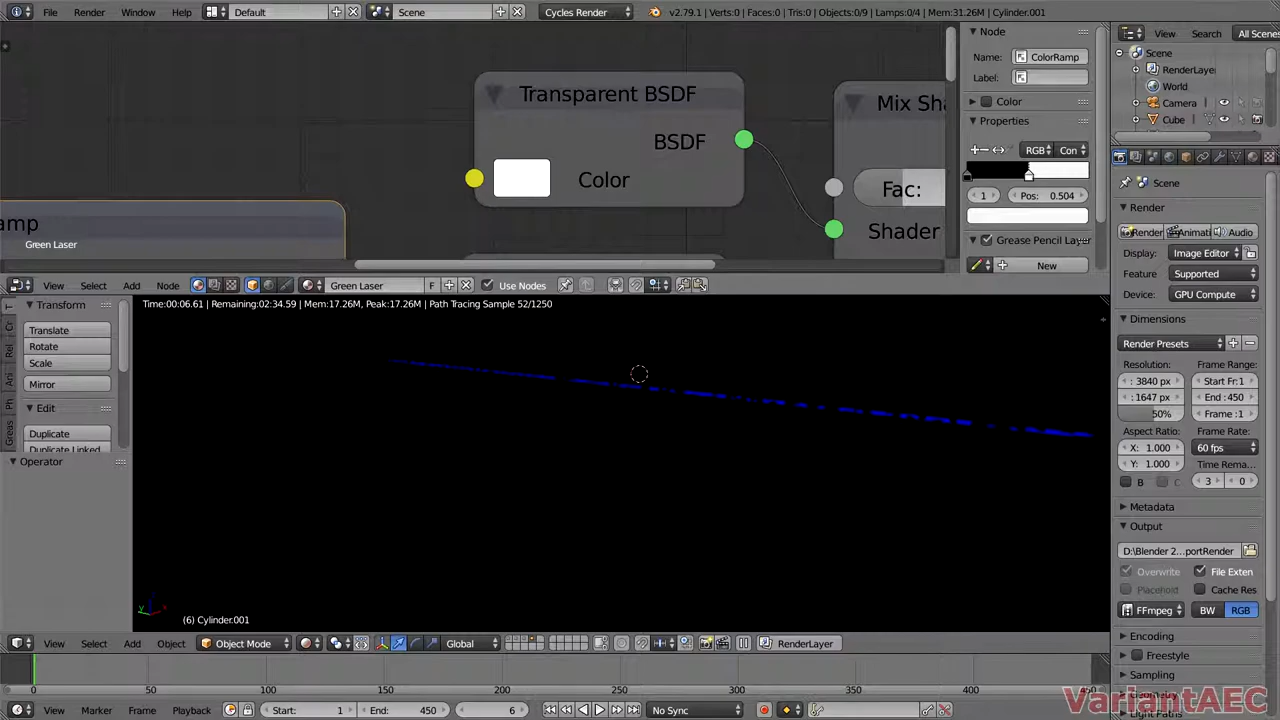 File Render Window Help Default Scene Cycles Render v2.79.1 | Verts:0 | Faces:0 | Tris:0 | Objects:0/9 | Lamps:0/4 | Mem:31.26M, | Cylinder.001
Node
Name: ColorRamp
Label:
Color
Properties
RGB Con
1 Pos: 0.504
Grease Pencil Layer
New
View Search All Scenes
Scene
RenderLaye
World
Camera
Cube
Transparent BSDF
BSDF
Color
Mix Sha
Fac:
Shader
amp
Green Laser
View Select Add Node Green Laser F Use Nodes
Scene
Render
Render Animati Audio
Display: Image Editor
Feature Supported
Device: GPU Compute
Dimensions
Render Presets
Resolution: Frame Range:
: 3840 px Start Fr:1
: 1647 px End :450
50% Frame :1
Aspect Ratio: Frame Rate:
X: 1.000 60 fps
Y: 1.000 Time Rema...
B C 3 0
Metadata
Output
D:\Blender 2...portRender
Overwrite File Exten
Placehold Cache Res
FFmpeg BW RGB
Encoding
Freestyle
Sampling
Geometry
Light Paths
Transform
Translate
Rotate
Scale
Mirror
Edit
Duplicate
Duplicate Linked
Operator
T
Cr
Rel
Ani
Ph
Greas
Time:00:06.61 | Remaining:02:34.59 | Mem:17.26M, Peak:17.26M | Path Tracing Sample 52/1250
(6) Cylinder.001
View Select Add Object Object Mode Global RenderLayer
0 50 100 150 200 250 300 350 400 450
View Marker Frame Playback Start: 1 End: 450 6 No Sync
VariantAEC